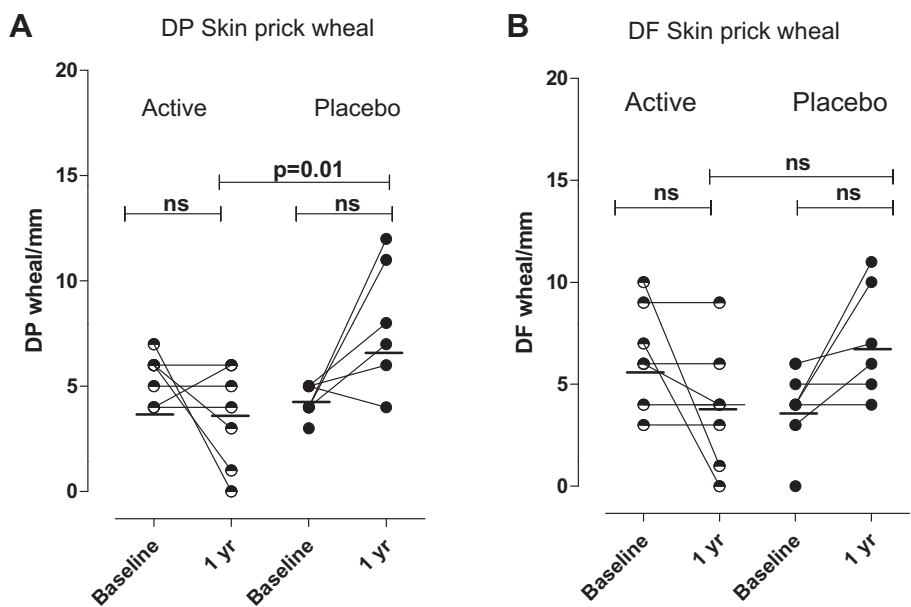 A
DP Skin prick wheal
20
15
10
5
0
DP wheal/mm
Active
Placebo
p=0.01
ns
ns
Baseline
1 yr
Baseline
1 yr
B
DF Skin prick wheal
20
15
10
5
0
DF wheal/mm
Active
Placebo
ns
ns
ns
Baseline
1 yr
Baseline
1 yr